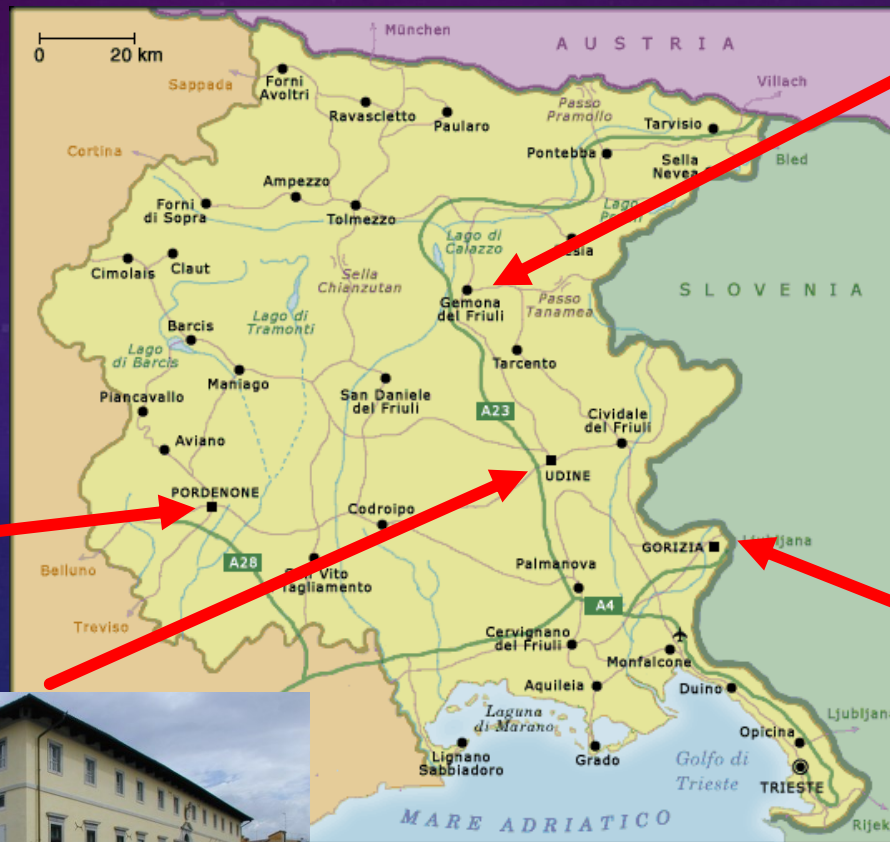 München
A U S T R I A
0 20 km
Sappada
Forni
Avoltri
Villach
Ravascletto
Paularo
Passo
Pramollo
Tarvisio
Cortina
Pontebba
Sella
Nevea
Bled
Ampezzo
Forni
di Sopra
Tolmezzo
Lago
Lago di
Calazzo
Cimolais
Claut
Sella
Chianzutan
S L O V E N I A
Gemona
del Friuli
Passo
Tanamea
Lago di
Tramonti
Barcis
Lago
di Barcis
Tarcento
Maniago
San Daniele
del Friuli
Piancavallo
A23
Cividale
del Friuli
Aviano
UDINE
PORDENONE
Codroipo
GORIZIA
A28
Palmanova
Belluno
Vito
Tagliamento
A4
Treviso
Cervignano
del Friuli
Monfalcone
Aquileia
Duino
Laguna
di Marano
Ljubljana
Opicina
Lignano
Sabbiadoro
Grado
Golfo di
Trieste
TRIESTE
MARE ADRIATICO